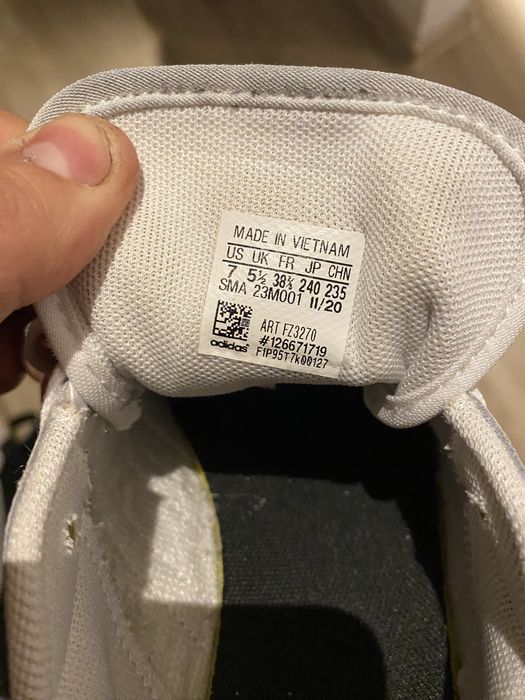 MADE IN VIETNAM
US UK FR JP CHN
7 5½ 38⅔ 240 235
SMA 23M001 11/20
ART FZ3270
#126671719
adidas F1P95T7k00127